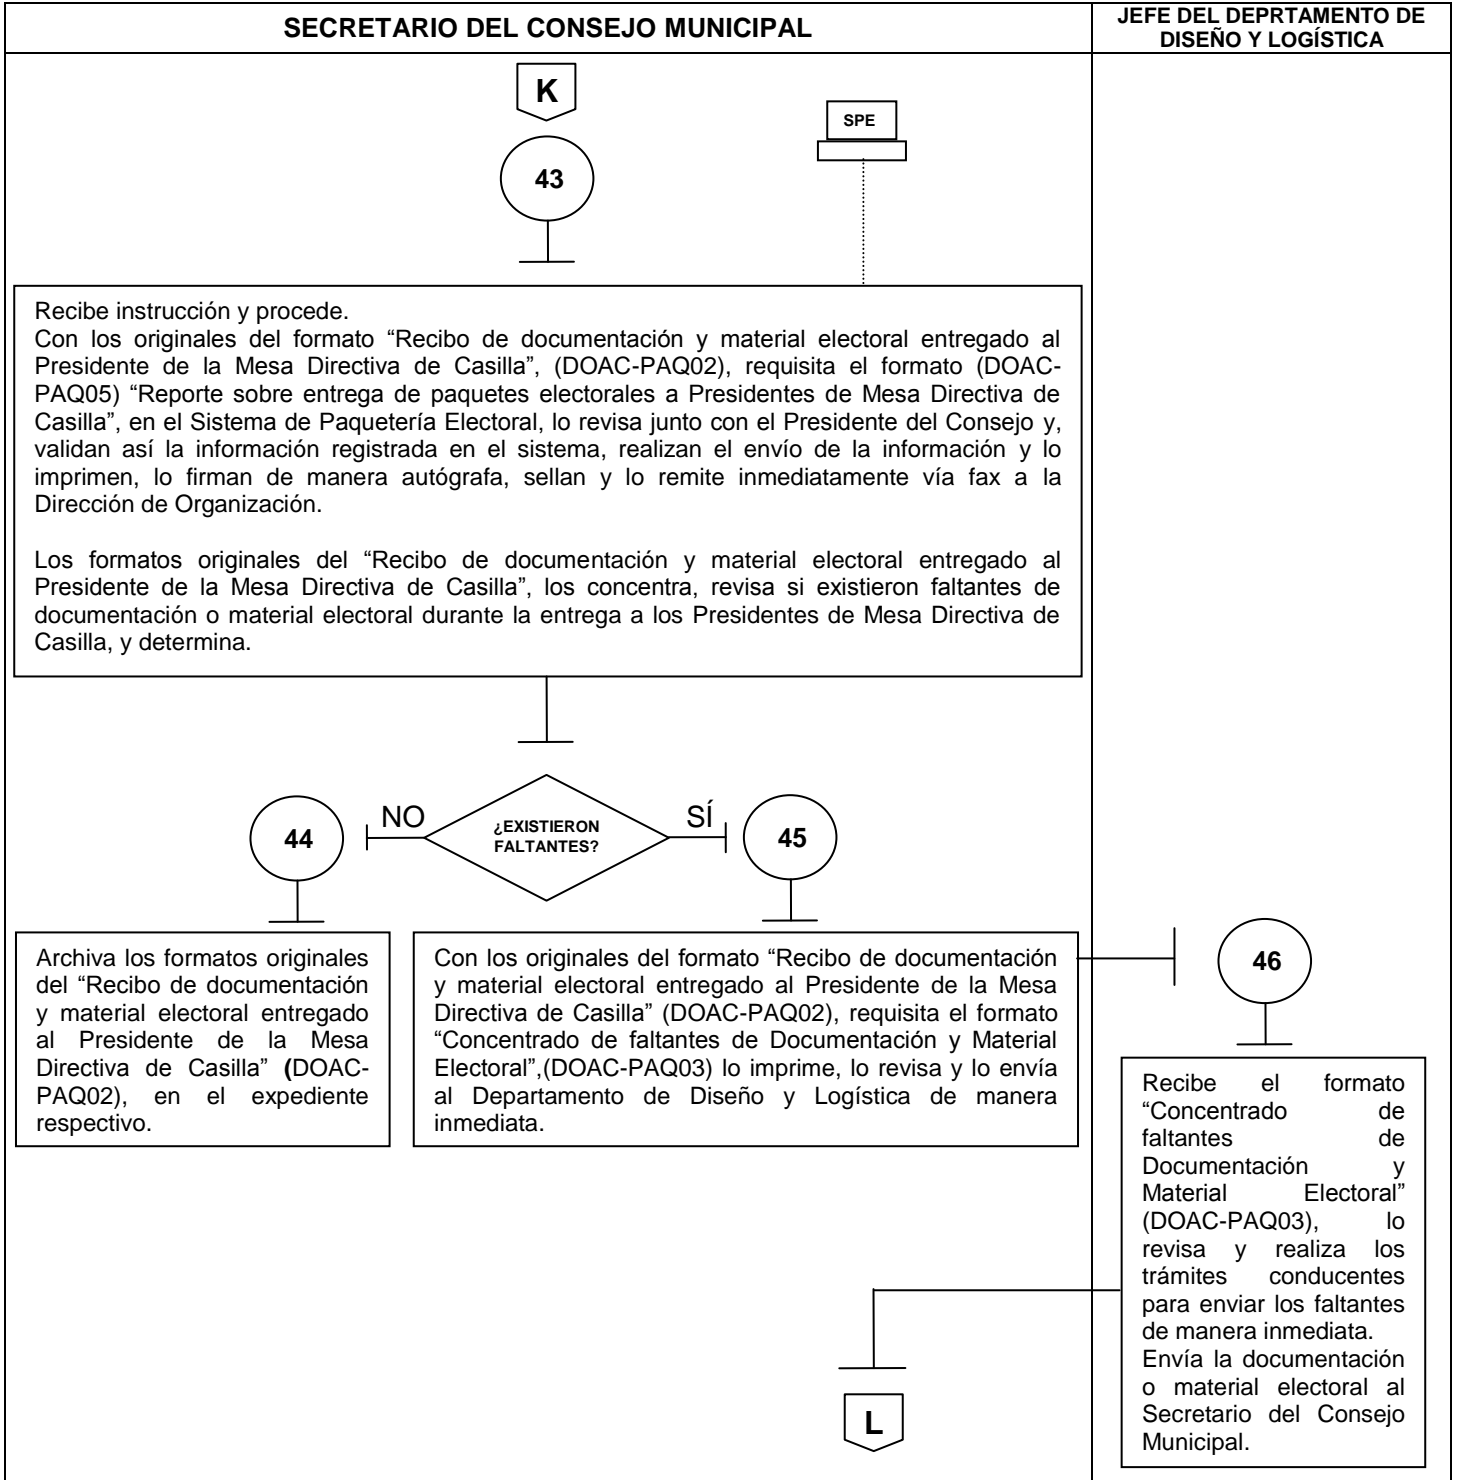 SECRETARIO DEL CONSEJO MUNICIPAL
JEFE DEL DEPRTAMENTO DE
DISEÑO Y LOGÍSTICA
K
SPE
43
Recibe instrucción y procede.
Con los originales del formato “Recibo de documentación y material electoral entregado al
Presidente de la Mesa Directiva de Casilla”, (DOAC-PAQ02), requisita el formato (DOAC-
PAQ05) “Reporte sobre entrega de paquetes electorales a Presidentes de Mesa Directiva de
Casilla”, en el Sistema de Paquetería Electoral, lo revisa junto con el Presidente del Consejo y,
validan así la información registrada en el sistema, realizan el envío de la información y lo
imprimen, lo firman de manera autógrafa, sellan y lo remite inmediatamente vía fax a la
Dirección de Organización.
Los formatos originales del “Recibo de documentación y material electoral entregado al
Presidente de la Mesa Directiva de Casilla”, los concentra, revisa si existieron faltantes de
documentación o material electoral durante la entrega a los Presidentes de Mesa Directiva de
Casilla, y determina.
44
NO
¿EXISTIERON
FALTANTES?
SÍ
45
Archiva los formatos originales
del “Recibo de documentación
y material electoral entregado
al Presidente de la Mesa
Directiva de Casilla” (DOAC-
PAQ02), en el expediente
respectivo.
Con los originales del formato “Recibo de documentación
y material electoral entregado al Presidente de la Mesa
Directiva de Casilla” (DOAC-PAQ02), requisita el formato
“Concentrado de faltantes de Documentación y Material
Electoral”,(DOAC-PAQ03) lo imprime, lo revisa y lo envía
al Departamento de Diseño y Logística de manera
inmediata.
46
Recibe el formato
“Concentrado de
faltantes de
Documentación y
Material Electoral”
(DOAC-PAQ03), lo
revisa y realiza los
trámites conducentes
para enviar los faltantes
de manera inmediata.
Envía la documentación
o material electoral al
Secretario del Consejo
Municipal.
L